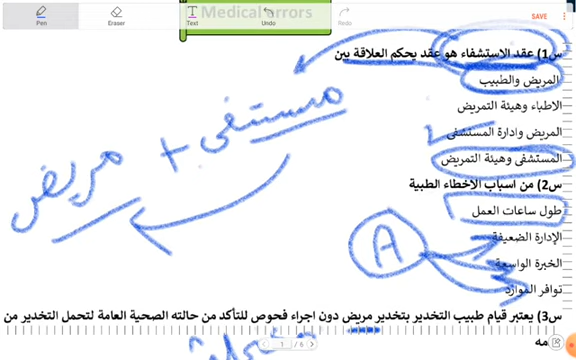 Pen
Eraser
Text
Undo
Redo
SAVE
Medical errors
س1) عقد الاستشفاء هو عقد يحكم العلاقة بين
المريض والطبيب
الاطباء وهيئة التمريض
المريض وادارة المستشفى
المستشفى وهيئة التمريض
مستشفى + مريض
س2) من اسباب الاخطاء الطبية
طول ساعات العمل
الإدارة الضعيفة
الخبرة الواسعة
توافر الموارد
A
س3) يعتبر قيام طبيب التخدير بتخدير مريض دون اجراء فحوص للتأكد من حالته الصحية العامة لتحمل التخدير من
مه
1 / 6